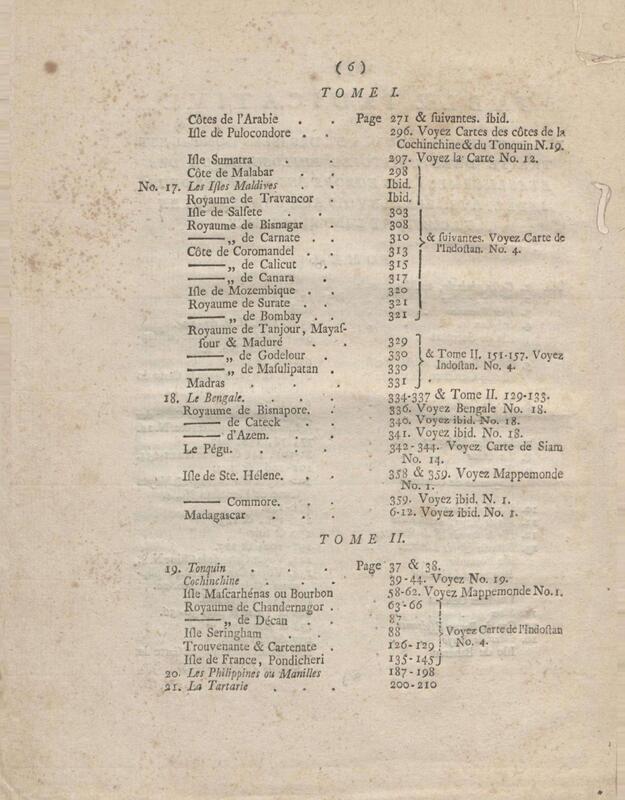 ( 6 )
TOME I.
Côtes de l'Arabie . . Page 271 & ſuivantes. ibid.
Iſle de Pulocondore . . 296. Voyez Cartes des côtes de la
Cochinchine & du Tonquin N. 19.
Iſle Sumatra . . 297. Voyez la Carte No. 12.
Côte de Malabar . . 298
No. 17. Les Iſles Maldives . . Ibid.
Royaume de Travancor . Ibid.
Iſle de Salſete . . 303
Royaume de Bisnagar . 308
—— „ de Carnate . . 310 & ſuivantes. Voyez Carte de
l'Indoſtan. No. 4.
Côte de Coromandel . . 313
—— „ de Calicut . . 315
—— „ de Canara . . 317
Iſle de Mozembique . . 320
Royaume de Surate . . 321
—— „ de Bombay . . 321
Royaume de Tanjour, Mayaſ-
ſour & Maduré . . 329
—— „ de Godelour . . 330 & Tome II. 151-157. Voyez
Indoſtan. No. 4.
—— „ de Maſulipatan . 330
Madras . . . 331
18. Le Bengale. . . . 334-337 & Tome II. 129-133.
Royaume de Bisnapore. . . 336. Voyez Bengale No. 18.
—— de Cateck . . 340. Voyez ibid. No. 18.
—— d'Azem. . . 341. Voyez ibid. No. 18.
Le Pégu. . . . 342-344. Voyez Carte de Siam
No. 14.
Iſle de Ste. Hélene. . . 358 & 359. Voyez Mappemonde
No. 1.
—— Commore. . . 359. Voyez ibid. N. 1.
Madagascar . . . 6-12. Voyez ibid. No. 1.
TOME II.
19. Tonquin . . . Page 37 & 38.
Cochinchine . . . 39-44. Voyez No. 19.
Iſle Maſcarhénas ou Bourbon 58-62. Voyez Mappemonde No. 1.
Royaume de Chandernagor . 63-66
—— „ de Décan . . 87
Iſle Seringham . . 88 Voyez Carte de l'Indoſtan
No. 4.
Trouvenante & Cartenate . 126-129
Iſle de France, Pondicheri 135-145
20. Les Philippines ou Manilles 187-198
21. La Tartarie . . . 200-210